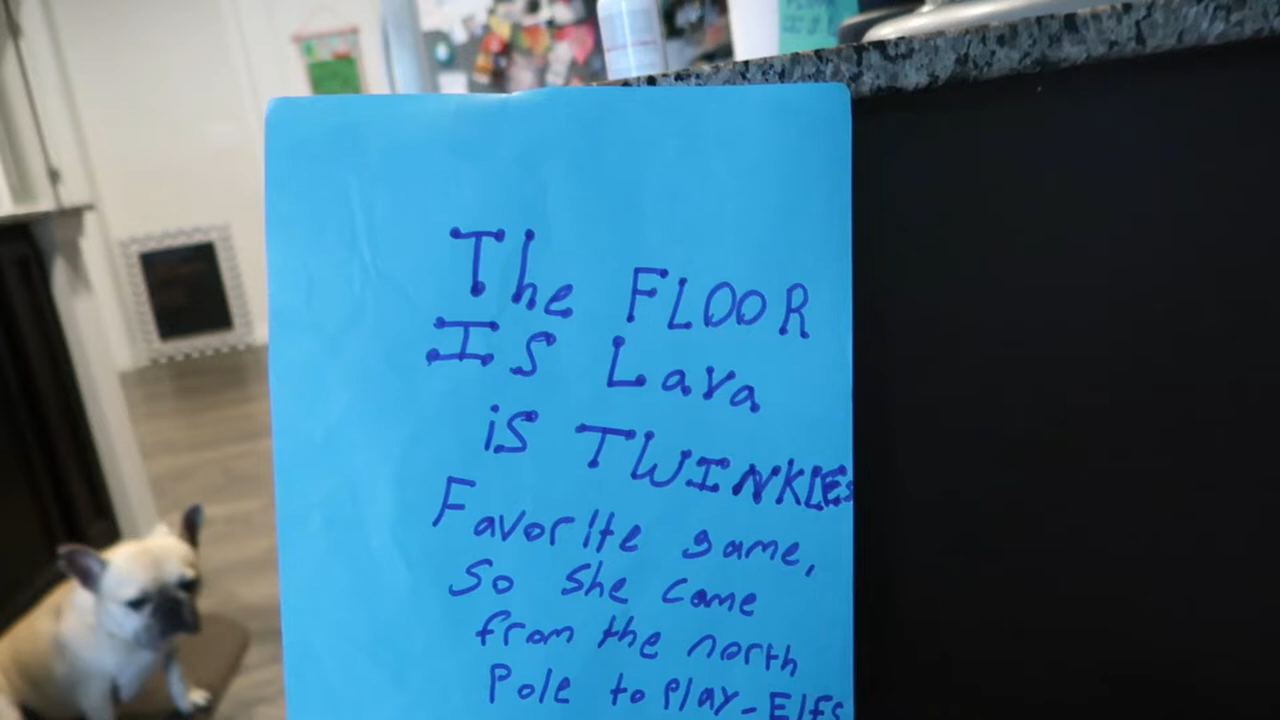 The FLOOR
Is Lava
is TWINKLEs
Favorite game,
So she came
from the north
Pole to Play-Elfs